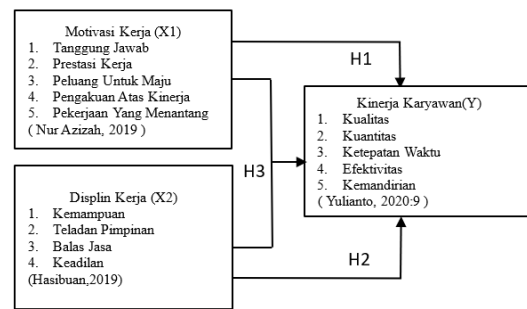 Motivasi Kerja (X1)
1. Tanggung Jawab
2. Prestasi Kerja
3. Peluang Untuk Maju
4. Pengakuan Atas Kinerja
5. Pekerjaan Yang Menantang
( Nur Azizah, 2019 )
H1
Kinerja Karyawan(Y)
1 Kualitas
2 Kuantitas
3 Ketepatan Waktu
4 Efektivitas
5 Kemandirian
( Yulianto, 2020:9 )
H3
Displin Kerja (X2)
1. Kemampuan
2. Teladan Pimpinan
3. Balas Jasa
4. Keadilan
(Hasibuan,2019)
H2